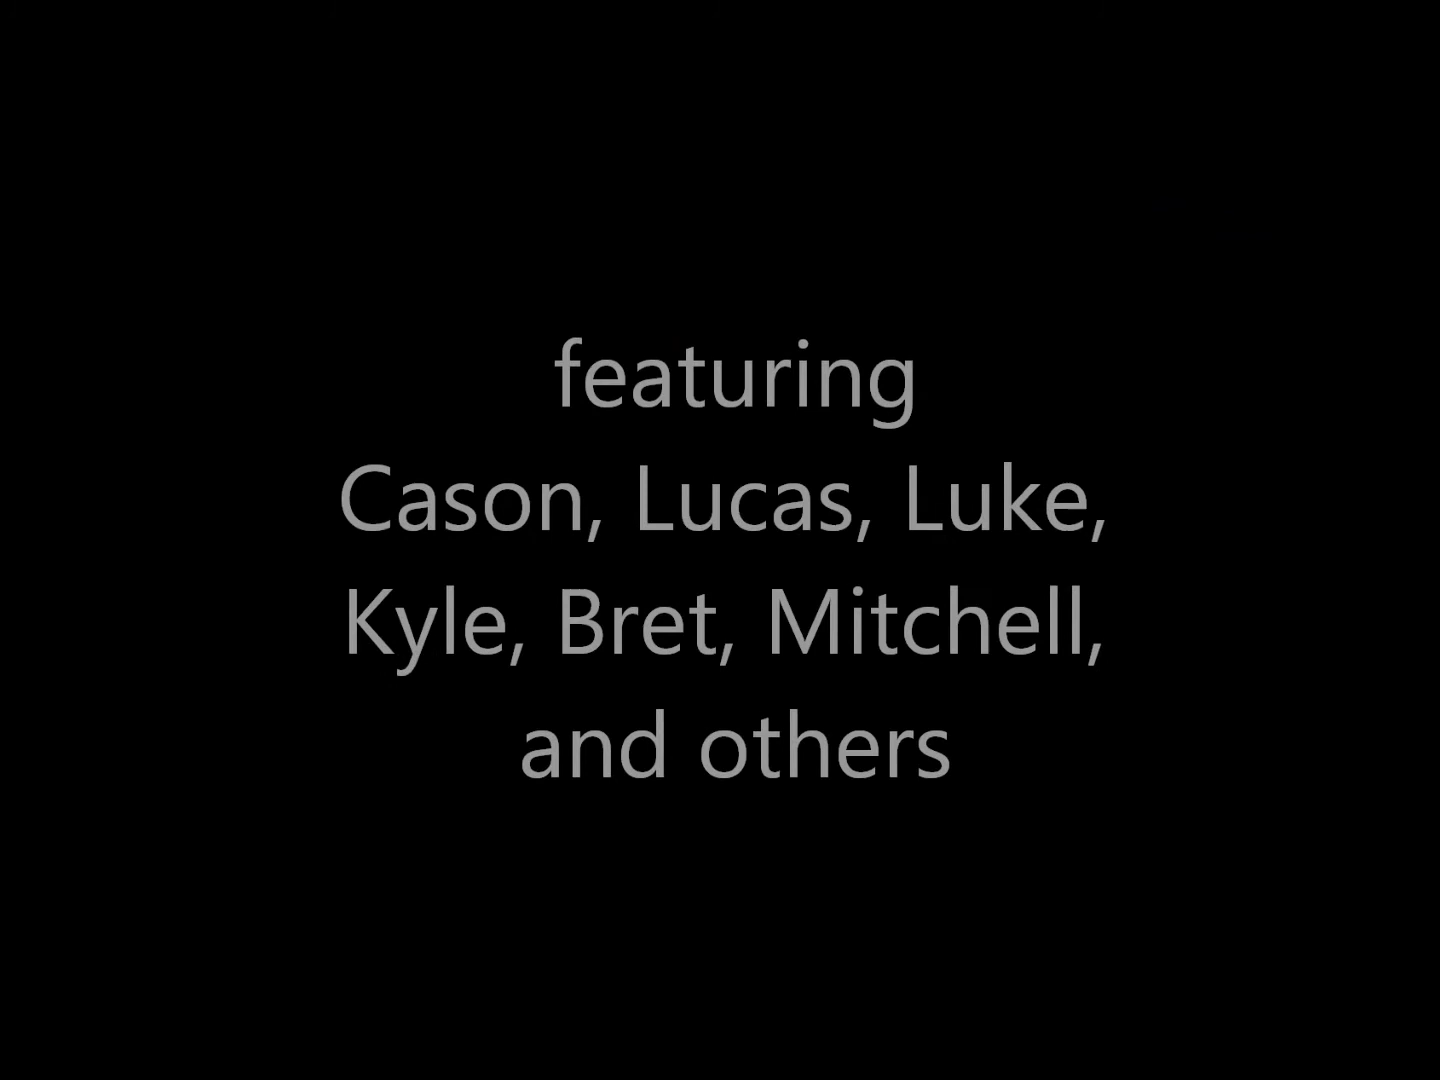 featuring
Cason, Lucas, Luke,
Kyle, Bret, Mitchell,
and others